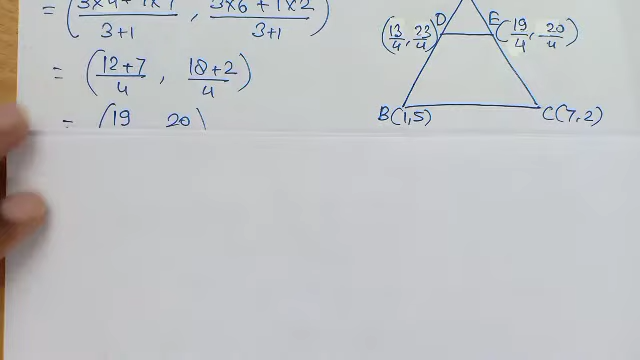 = (3×4+1×7/3+1 , 3×6+1×2/3+1)
= (12+7/4 , 18+2/4)
= (19 20)
D E
(13/4, 23/4) (19/4, 20/4)
B(1,5) C(7,2)